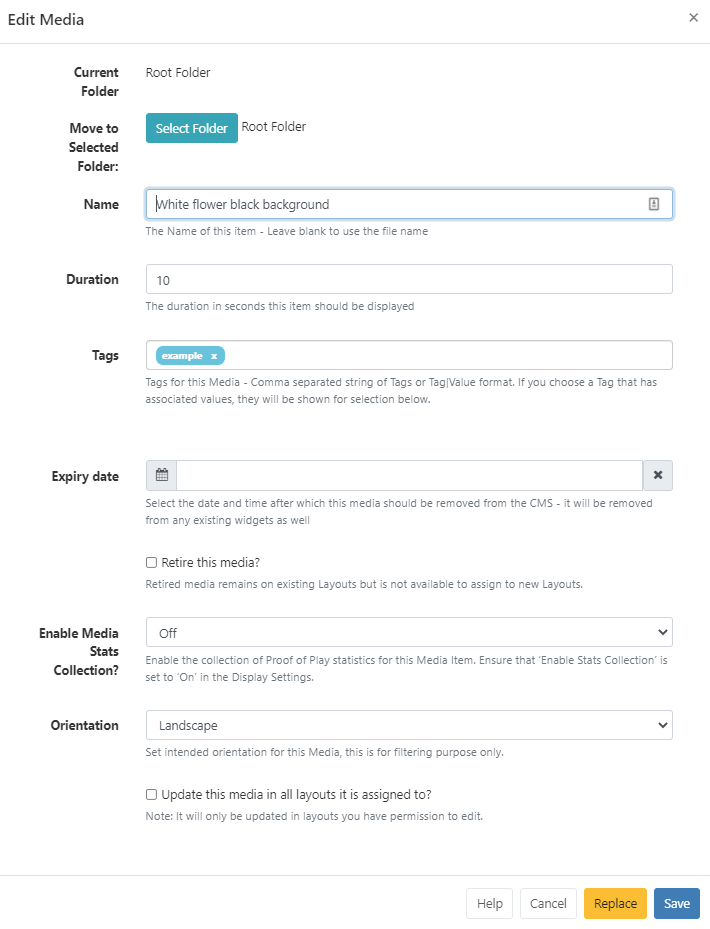 Edit Media
×
Current
Folder
Root Folder
Move to
Selected
Folder:
Select Folder
Root Folder
Name
White flower black background
The Name of this item - Leave blank to use the file name
Duration
10
The duration in seconds this item should be displayed
Tags
example x
Tags for this Media - Comma separated string of Tags or Tag|Value format. If you choose a Tag that has
associated values, they will be shown for selection below.
Expiry date
Select the date and time after which this media should be removed from the CMS - it will be removed
from any existing widgets as well
Retire this media?
Retired media remains on existing Layouts but is not available to assign to new Layouts.
Enable Media
Stats
Collection?
Off
Enable the collection of Proof of Play statistics for this Media Item. Ensure that ‘Enable Stats Collection’ is
set to ‘On’ in the Display Settings.
Orientation
Landscape
Set intended orientation for this Media, this is for filtering purpose only.
Update this media in all layouts it is assigned to?
Note: It will only be updated in layouts you have permission to edit.
Help
Cancel
Replace
Save